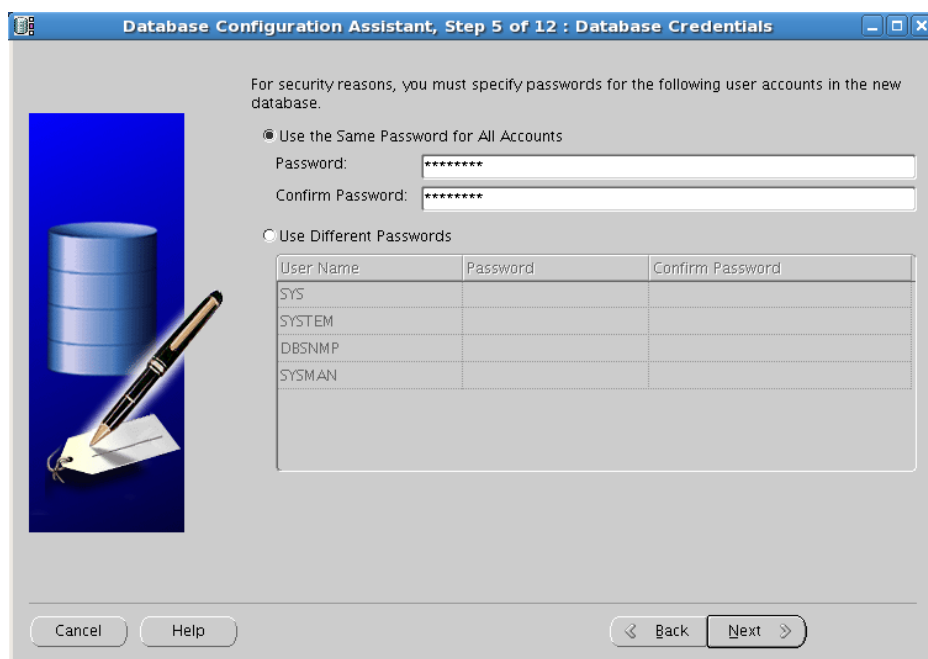 Database Configuration Assistant, Step 5 of 12 : Database Credentials
For security reasons, you must specify passwords for the following user accounts in the new
database.
Use the Same Password for All Accounts
Password: ********
Confirm Password: ********
Use Different Passwords
User Name Password Confirm Password
SYS
SYSTEM
DBSNMP
SYSMAN
Cancel Help Back Next